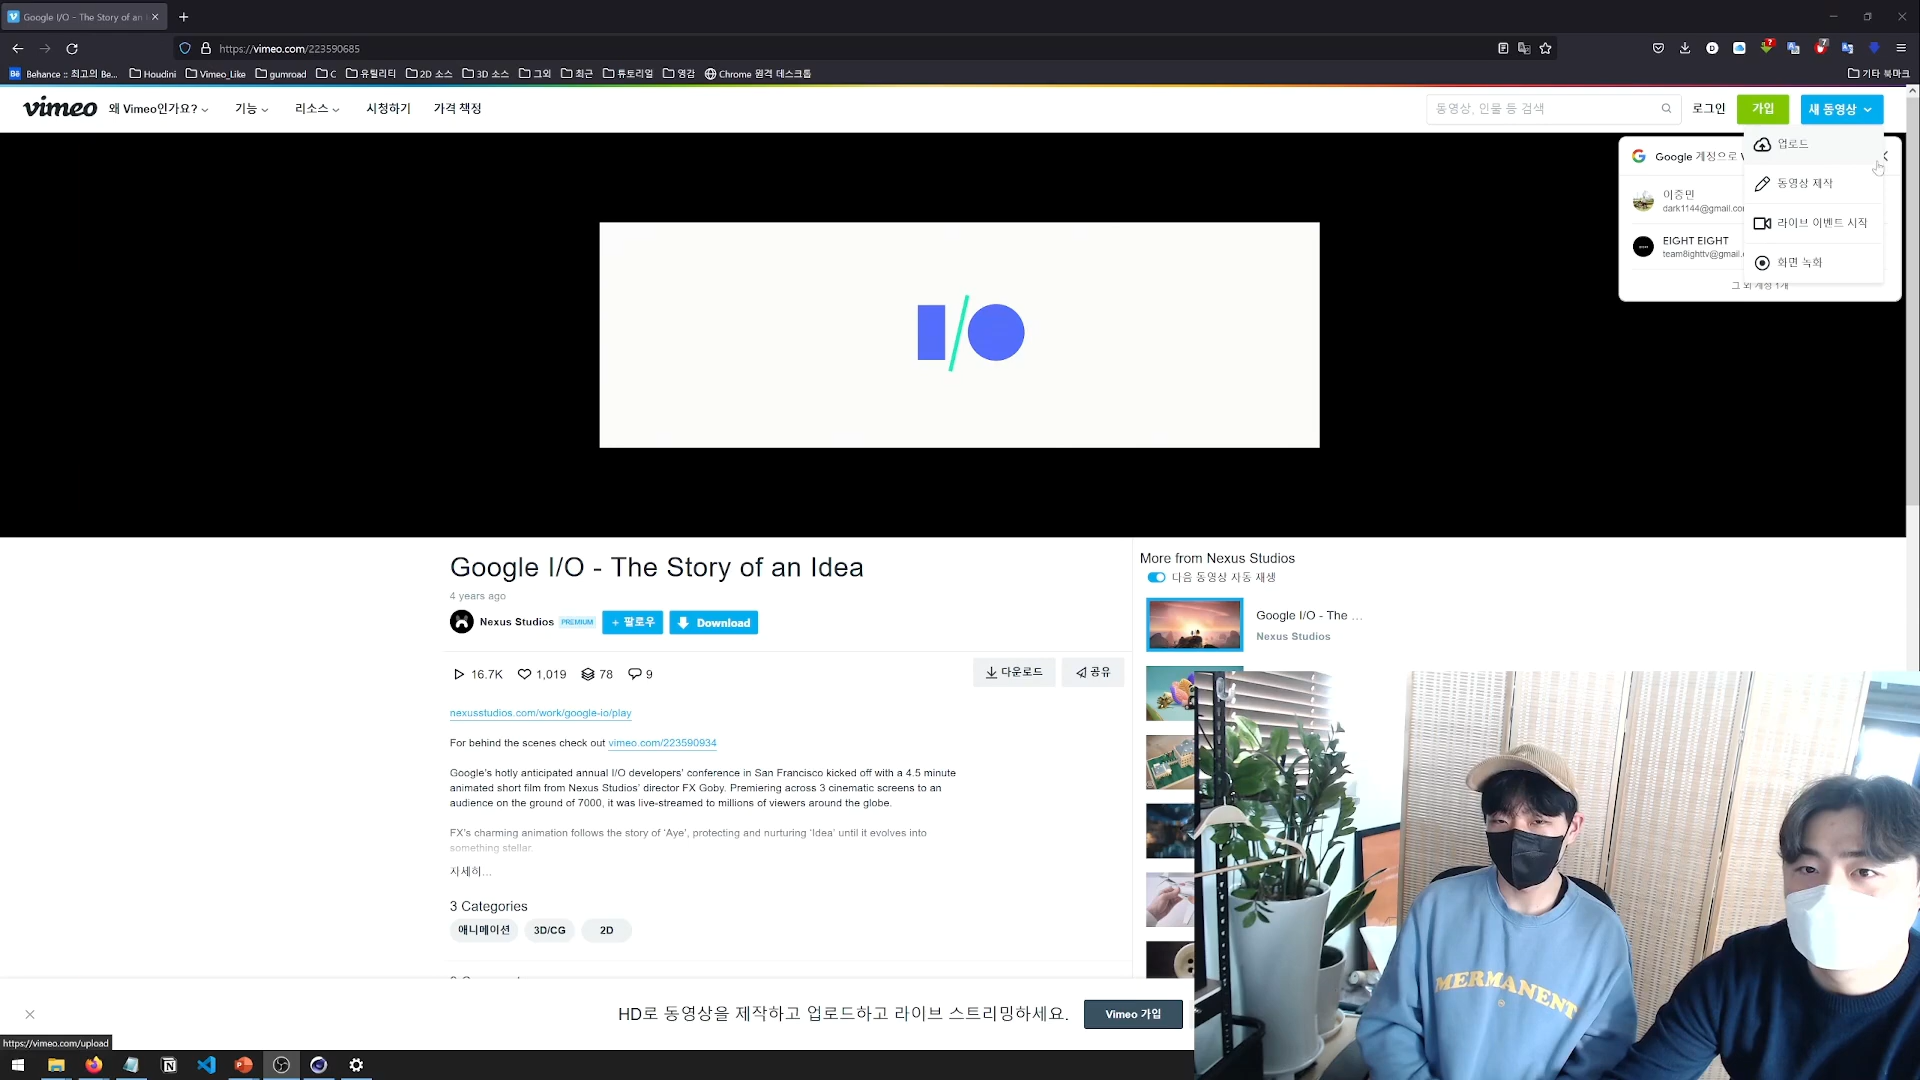 Google I/O - The Story of an I
https://vimeo.com/223590685
Behance :: 최고의 Be...
Houdini
Vimeo_Like
gumroad
C
유틸리티
2D 소스
3D 소스
그외
최근
튜토리얼
영감
Chrome 원격 데스크톱
기타 북마크
vimeo
왜 Vimeo인가요?
기능
리소스
시청하기
가격 책정
동영상, 인물 등 검색
로그인
가입
새 동영상
Google 계정으로 V
이중민
dark1144@gmail.co
EIGHT EIGHT
team8ighttv@gmail.
그 외 계정 1개
업로드
동영상 제작
라이브 이벤트 시작
화면 녹화
I/O
Google I/O - The Story of an Idea
4 years ago
Nexus Studios
PREMIUM
+ 팔로우
Download
16.7K
1,019
78
9
다운로드
공유
nexusstudios.com/work/google-io/play
For behind the scenes check out vimeo.com/223590934
Google's hotly anticipated annual I/O developers' conference in San Francisco kicked off with a 4.5 minute
animated short film from Nexus Studios' director FX Goby. Premiering across 3 cinematic screens to an
audience on the ground of 7000, it was live-streamed to millions of viewers around the globe.
FX's charming animation follows the story of 'Aye', protecting and nurturing 'Idea' until it evolves into
something stellar.
자세히...
3 Categories
애니메이션
3D/CG
2D
More from Nexus Studios
다음 동영상 자동 재생
Google I/O - The ...
Nexus Studios
MERMANENT
HD로 동영상을 제작하고 업로드하고 라이브 스트리밍하세요.
Vimeo 가입
https://vimeo.com/upload